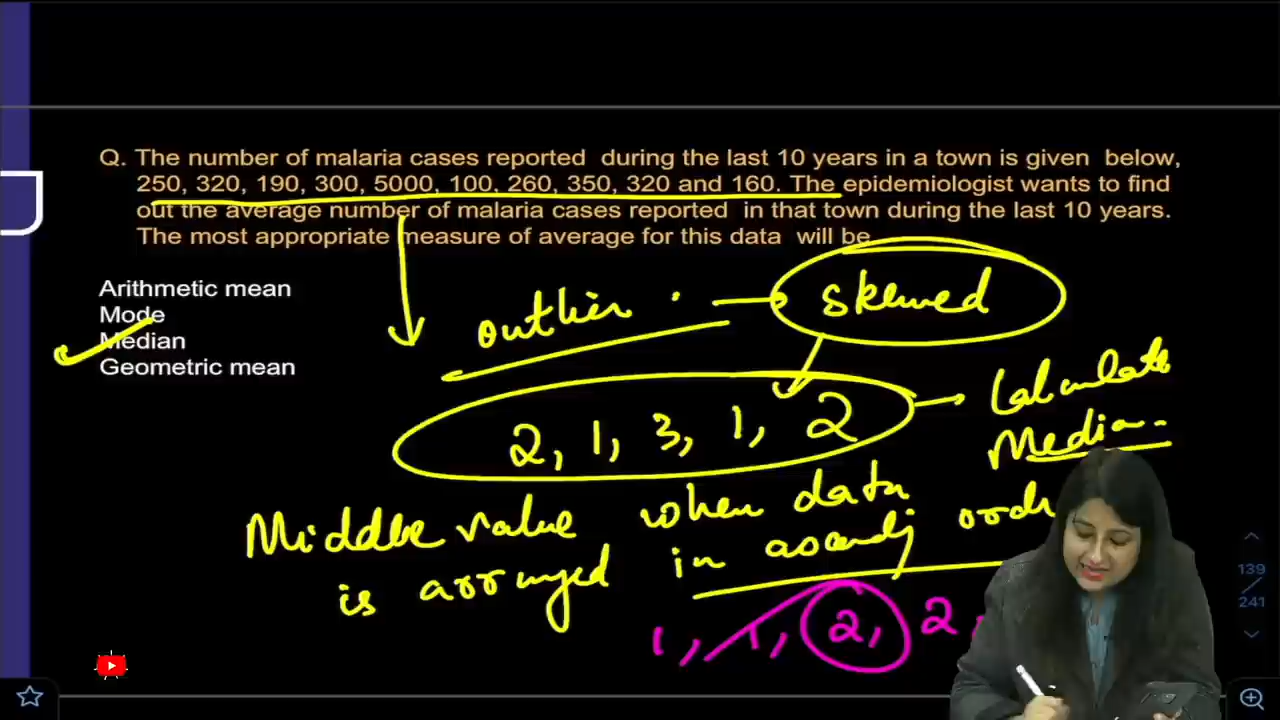 Q. The number of malaria cases reported during the last 10 years in a town is given below,
250, 320, 190, 300, 5000, 100, 260, 350, 320 and 160. The epidemiologist wants to find
out the average number of malaria cases reported in that town during the last 10 years.
The most appropriate measure of average for this data will be
Arithmetic mean
Mode
Median
Geometric mean
outlier
skewed
2, 1, 3, 1, 2
Calculate
Median
Middle value when data
is arranged in
1, 1, 2, 2,
139
241